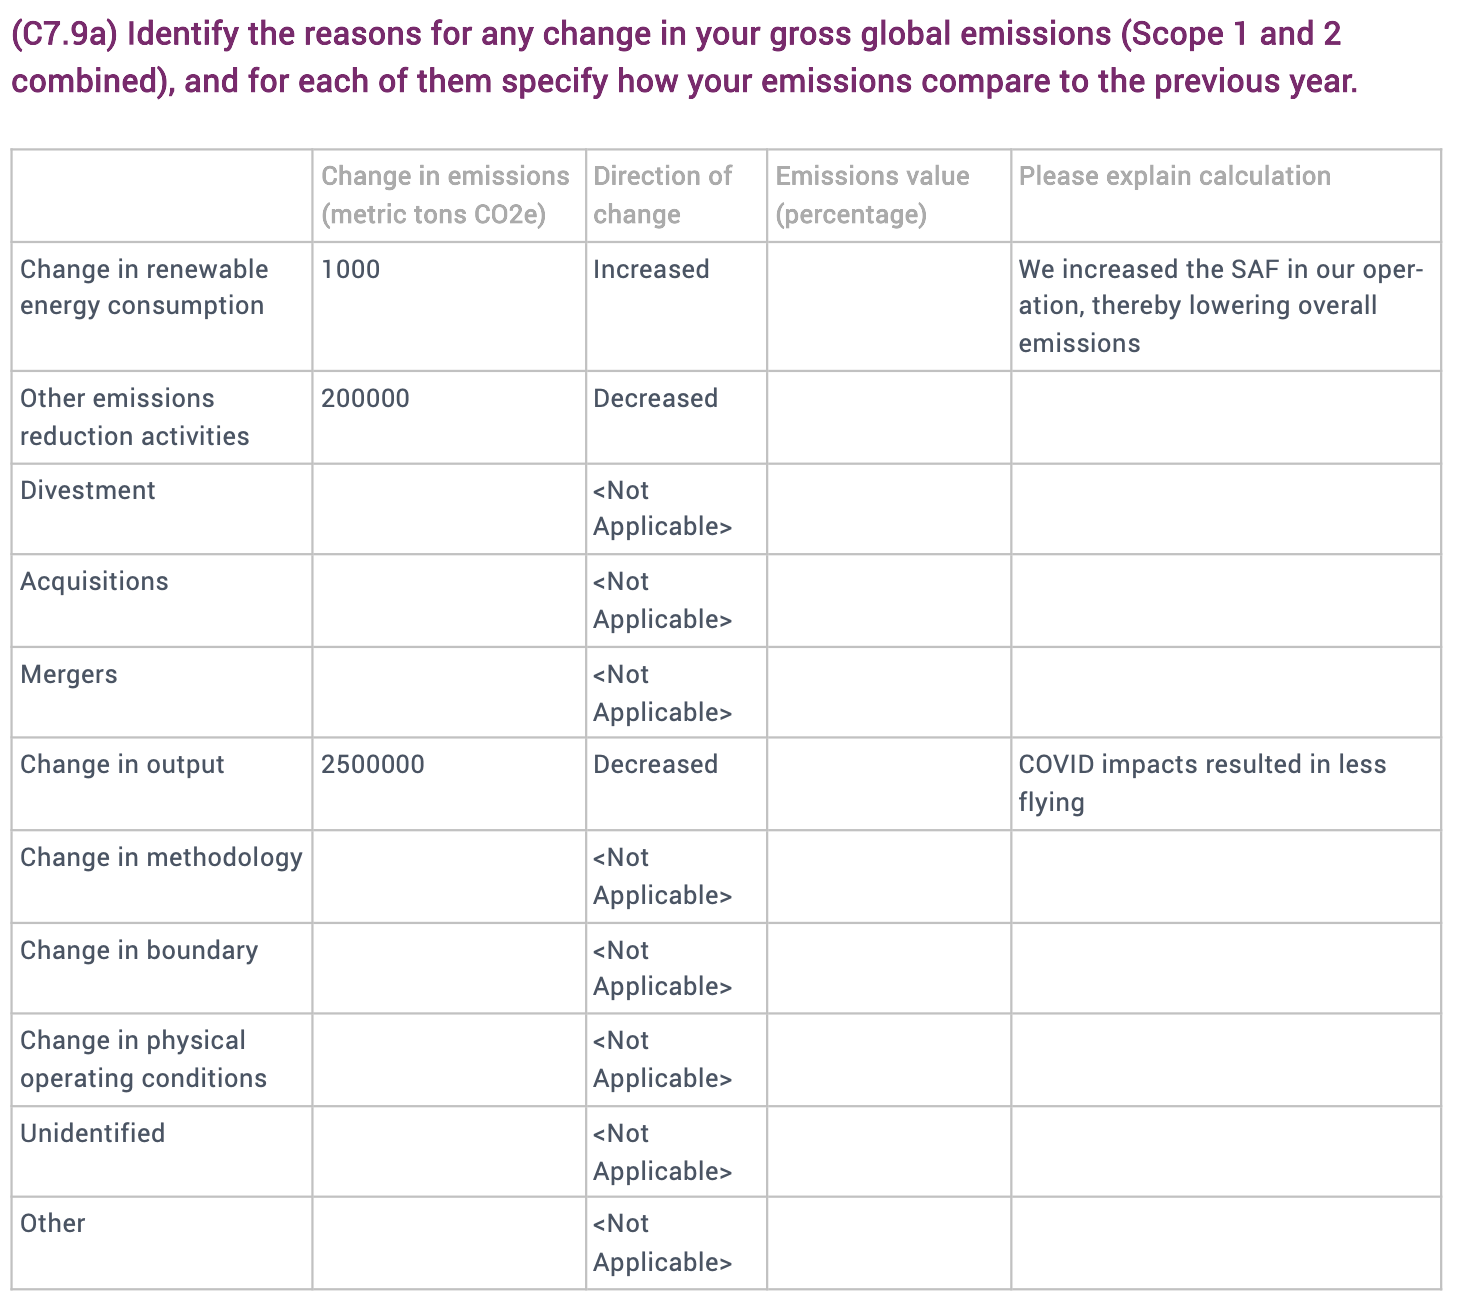 (C7.9a) Identify the reasons for any change in your gross global emissions (Scope 1 and 2
combined), and for each of them specify how your emissions compare to the previous year.
Change in emissions
(metric tons CO2e)
Direction of
change
Emissions value
(percentage)
Please explain calculation
Change in renewable
energy consumption
1000
Increased
We increased the SAF in our oper-
ation, thereby lowering overall
emissions
Other emissions
reduction activities
200000
Decreased
Divestment
<Not
Applicable>
Acquisitions
<Not
Applicable>
Mergers
<Not
Applicable>
Change in output
2500000
Decreased
COVID impacts resulted in less
flying
Change in methodology
<Not
Applicable>
Change in boundary
<Not
Applicable>
Change in physical
operating conditions
<Not
Applicable>
Unidentified
<Not
Applicable>
Other
<Not
Applicable>